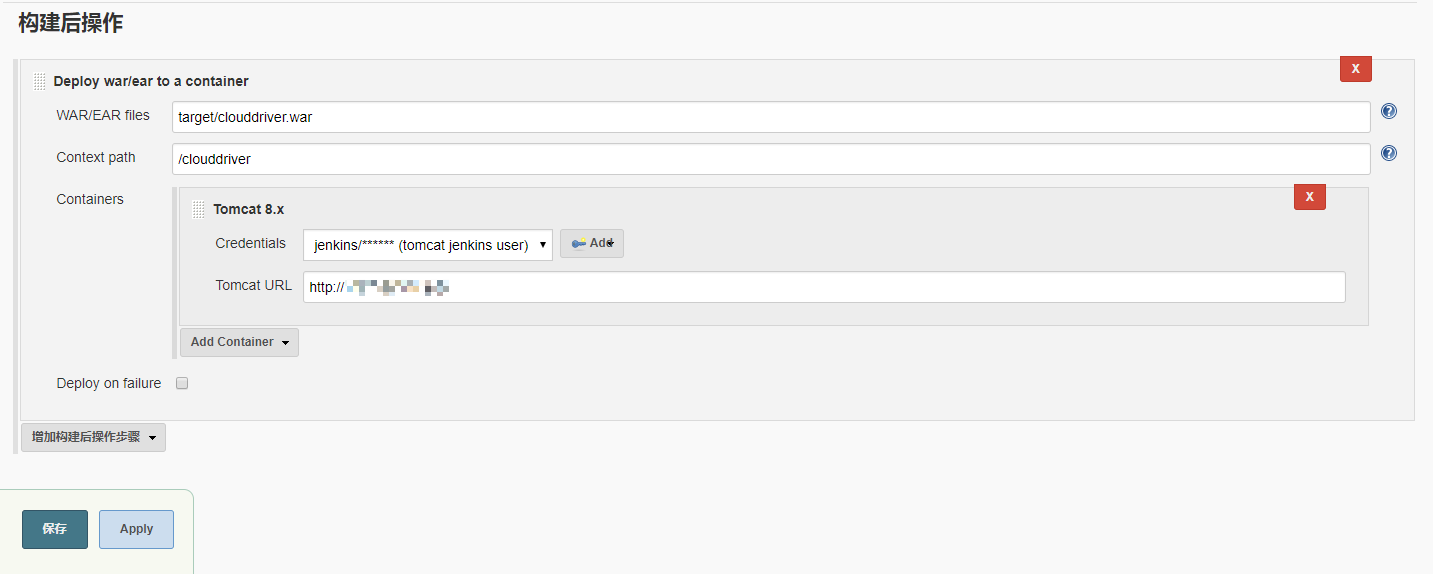 构建后操作
Deploy war/ear to a container
X
WAR/EAR files
target/clouddriver.war
?
Context path
/clouddriver
?
Containers
Tomcat 8.x
X
Credentials
jenkins/****** (tomcat jenkins user)
Add
Tomcat URL
http://
Add Container
Deploy on failure
增加构建后操作步骤
保存
Apply